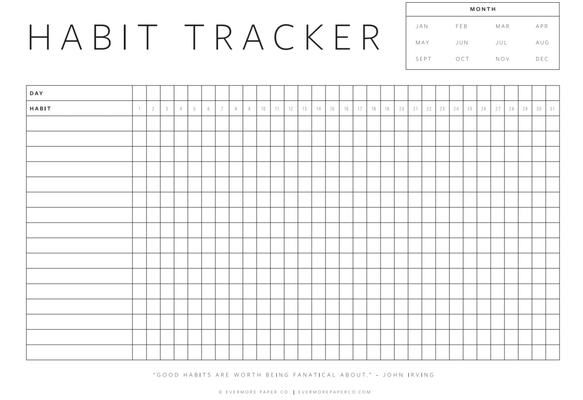 HABIT TRACKER
MONTH
JAN FEB MAR APR
MAY JUN JUL AUG
SEPT OCT NOV DEC
DAY
HABIT 1 2 3 4 5 6 7 8 9 10 11 12 13 14 15 16 17 18 19 20 21 22 23 24 25 26 27 28 29 30 31
"GOOD HABITS ARE WORTH BEING FANATICAL ABOUT." - JOHN IRVING
© EVERMORE PAPER CO. | EVERMOREPAPERCO.COM